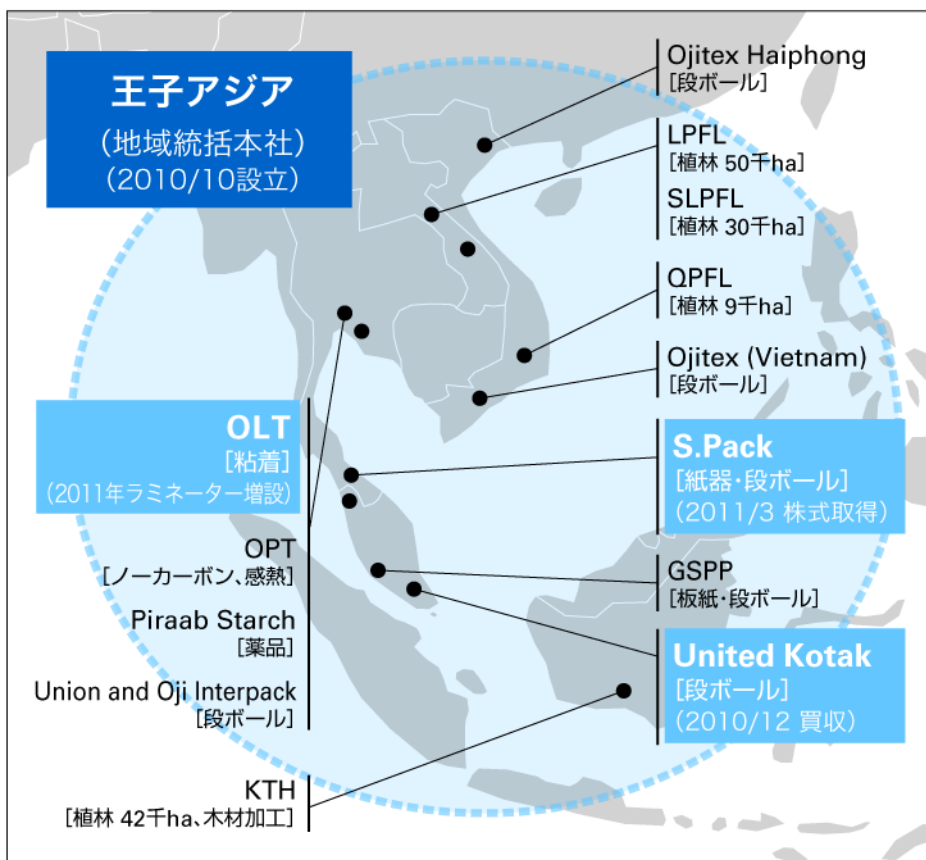 王子アジア
（地域統括本社）
（2010/10設立）
Ojitex Haiphong
［段ボール］
LPFL
［植林 50千ha］
SLPFL
［植林 30千ha］
QPFL
［植林 9千ha］
Ojitex (Vietnam)
［段ボール］
S.Pack
［紙器・段ボール］
（2011/3 株式取得）
GSPP
［板紙・段ボール］
United Kotak
［段ボール］
（2010/12 買収）
OLT
［粘着］
（2011年ラミネーター増設）
OPT
［ノーカーボン、感熱］
Piraab Starch
［薬品］
Union and Oji Interpack
［段ボール］
KTH
［植林 42千ha、木材加工］